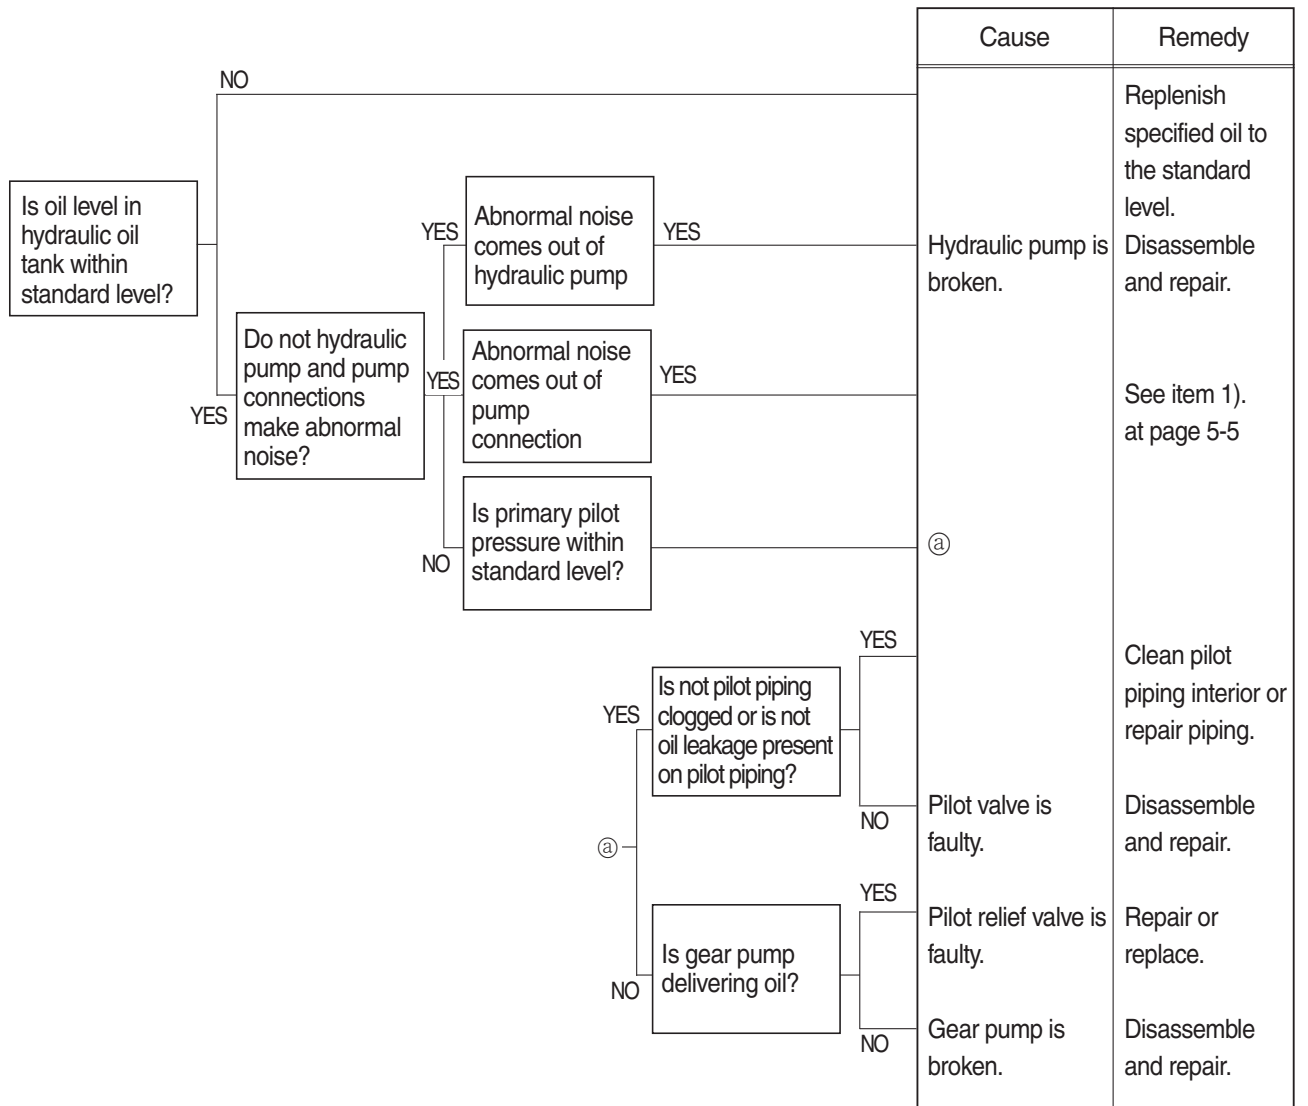 Cause
Remedy
NO
Replenish
specified oil to
the standard
level.
Is oil level in
hydraulic oil
tank within
standard level?
YES
Abnormal noise
comes out of
hydraulic pump
YES
Hydraulic pump is
broken.
Disassemble
and repair.
YES
Do not hydraulic
pump and pump
connections
make abnormal
noise?
YES
Abnormal noise
comes out of
pump
connection
YES
See item 1).
at page 5-5
NO
Is primary pilot
pressure within
standard level?
ⓐ
ⓐ
YES
Is not pilot piping
clogged or is not
oil leakage present
on pilot piping?
YES
Clean pilot
piping interior or
repair piping.
NO
Pilot valve is
faulty.
Disassemble
and repair.
NO
Is gear pump
delivering oil?
YES
Pilot relief valve is
faulty.
Repair or
replace.
NO
Gear pump is
broken.
Disassemble
and repair.